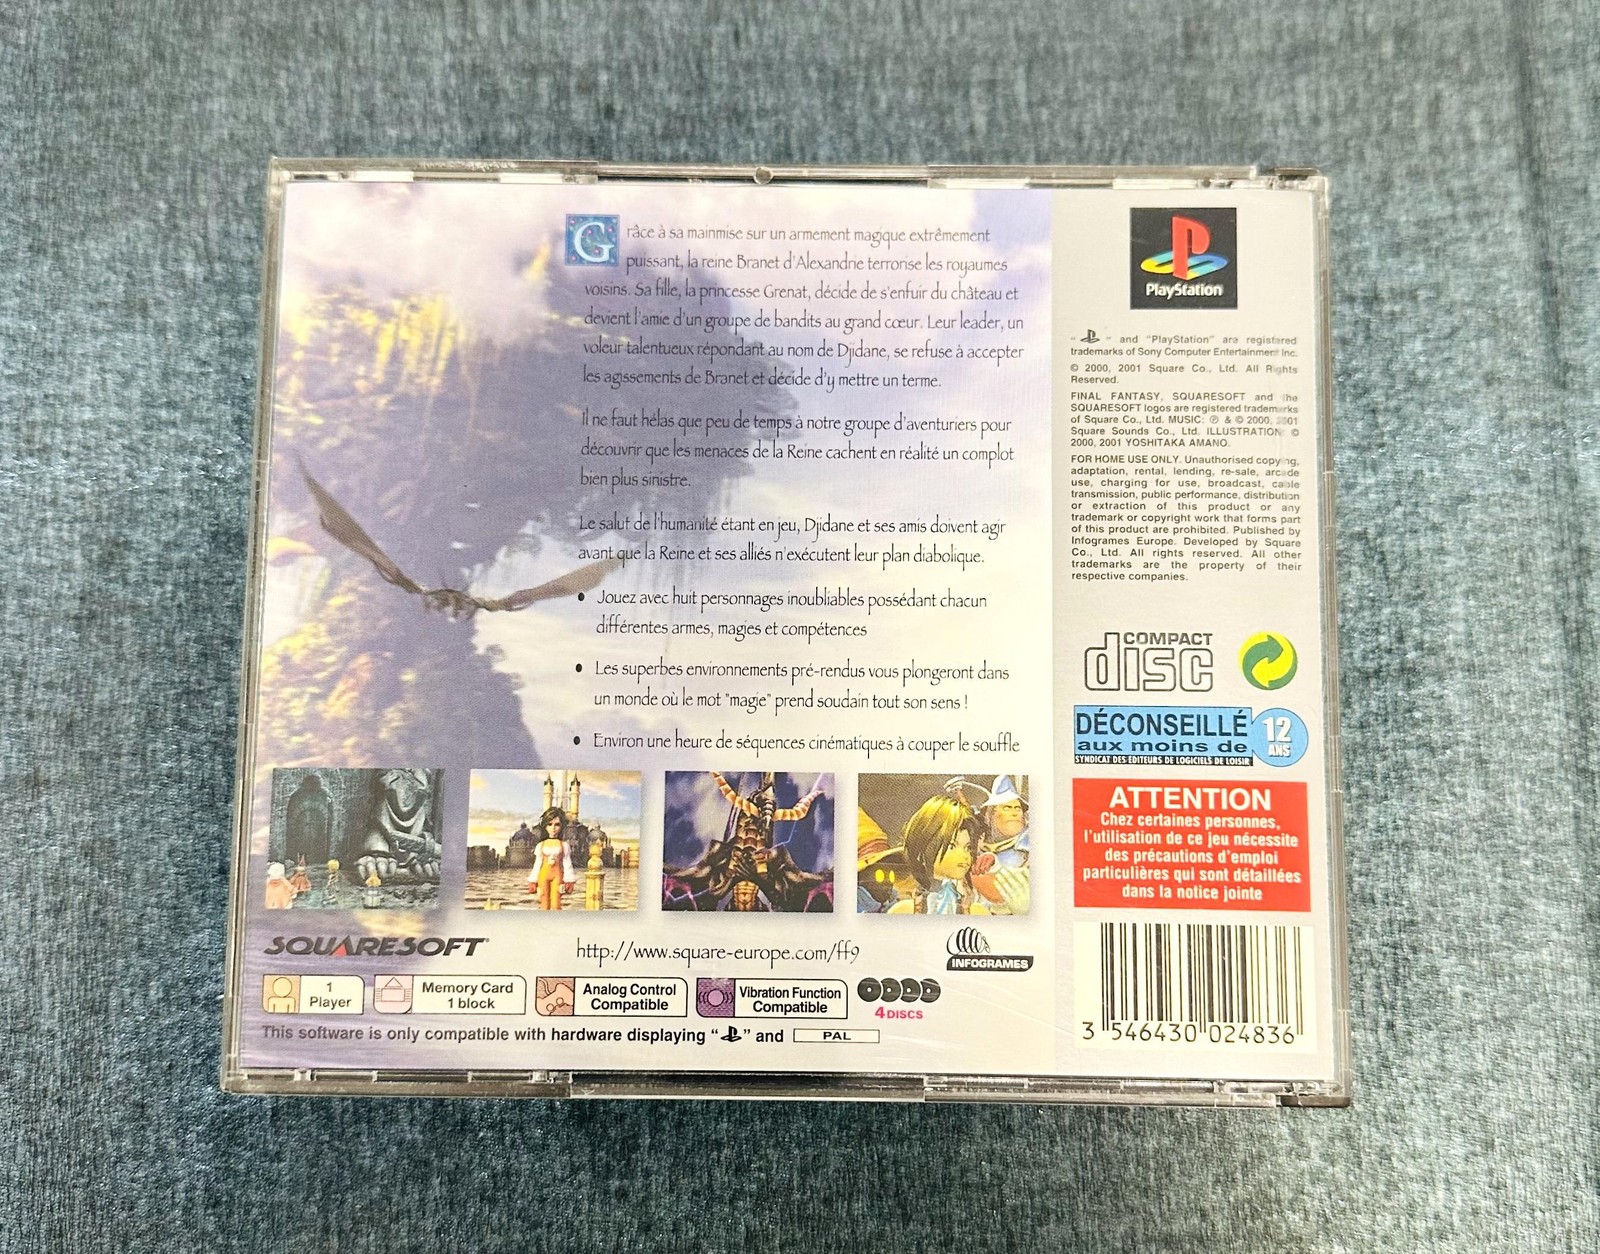 Grâce à sa mainmise sur un armement magique extrêmement
puissant, la reine Branet d'Alexandrie terrorise les royaumes
voisins. Sa fille, la princesse Grenat, décide de s'enfuir du château et
devient l'amie d'un groupe de bandits au grand cœur. Leur leader, un
voleur talentueux répondant au nom de Djidane, se refuse à accepter
les agissements de Branet et décide d'y mettre un terme.
Il ne faut hélas que peu de temps à notre groupe d'aventuriers pour
découvrir que les menaces de la Reine cachent en réalité un complot
bien plus sinistre.
Le salut de l'humanité étant en jeu, Djidane et ses amis doivent agir
avant que la Reine et ses alliés n'exécutent leur plan diabolique.
• Jouez avec huit personnages inoubliables possédant chacun
différentes armes, magies et compétences
• Les superbes environnements pré-rendus vous plongeront dans
un monde où le mot "magie" prend soudain tout son sens !
• Environ une heure de séquences cinématiques à couper le souffle
SQUARESOFT
http://www.square-europe.com/ff9
INFOGRAMES
1
Player
Memory Card
1 block
Analog Control
Compatible
Vibration Function
Compatible
4 DISCS
This software is only compatible with hardware displaying “ ” and PAL
PlayStation
“ ” and “PlayStation” are registered
trademarks of Sony Computer Entertainment Inc.
© 2000, 2001 Square Co., Ltd. All Rights
Reserved.
FINAL FANTASY, SQUARESOFT and the
SQUARESOFT logos are registered trademarks
of Square Co., Ltd. MUSIC: ℗ & © 2000, 2001
Square Sounds Co., Ltd. ILLUSTRATION: ©
2000, 2001 YOSHITAKA AMANO.
FOR HOME USE ONLY. Unauthorised copying,
adaptation, rental, lending, re-sale, arcade
use, charging for use, broadcast, cable
transmission, public performance, distribution
or extraction of this product or any
trademark or copyright work that forms part
of this product are prohibited. Published by
Infogrames Europe. Developed by Square
Co., Ltd. All rights reserved. All other
trademarks are the property of their
respective companies.
COMPACT
disc
DÉCONSEILLÉ
aux moins de
12
ANS
SYNDICAT DES EDITEURS DE LOGICIELS DE LOISIR
ATTENTION
Chez certaines personnes,
l'utilisation de ce jeu nécessite
des précautions d'emploi
particulières qui sont détaillées
dans la notice jointe
3 546430 024836